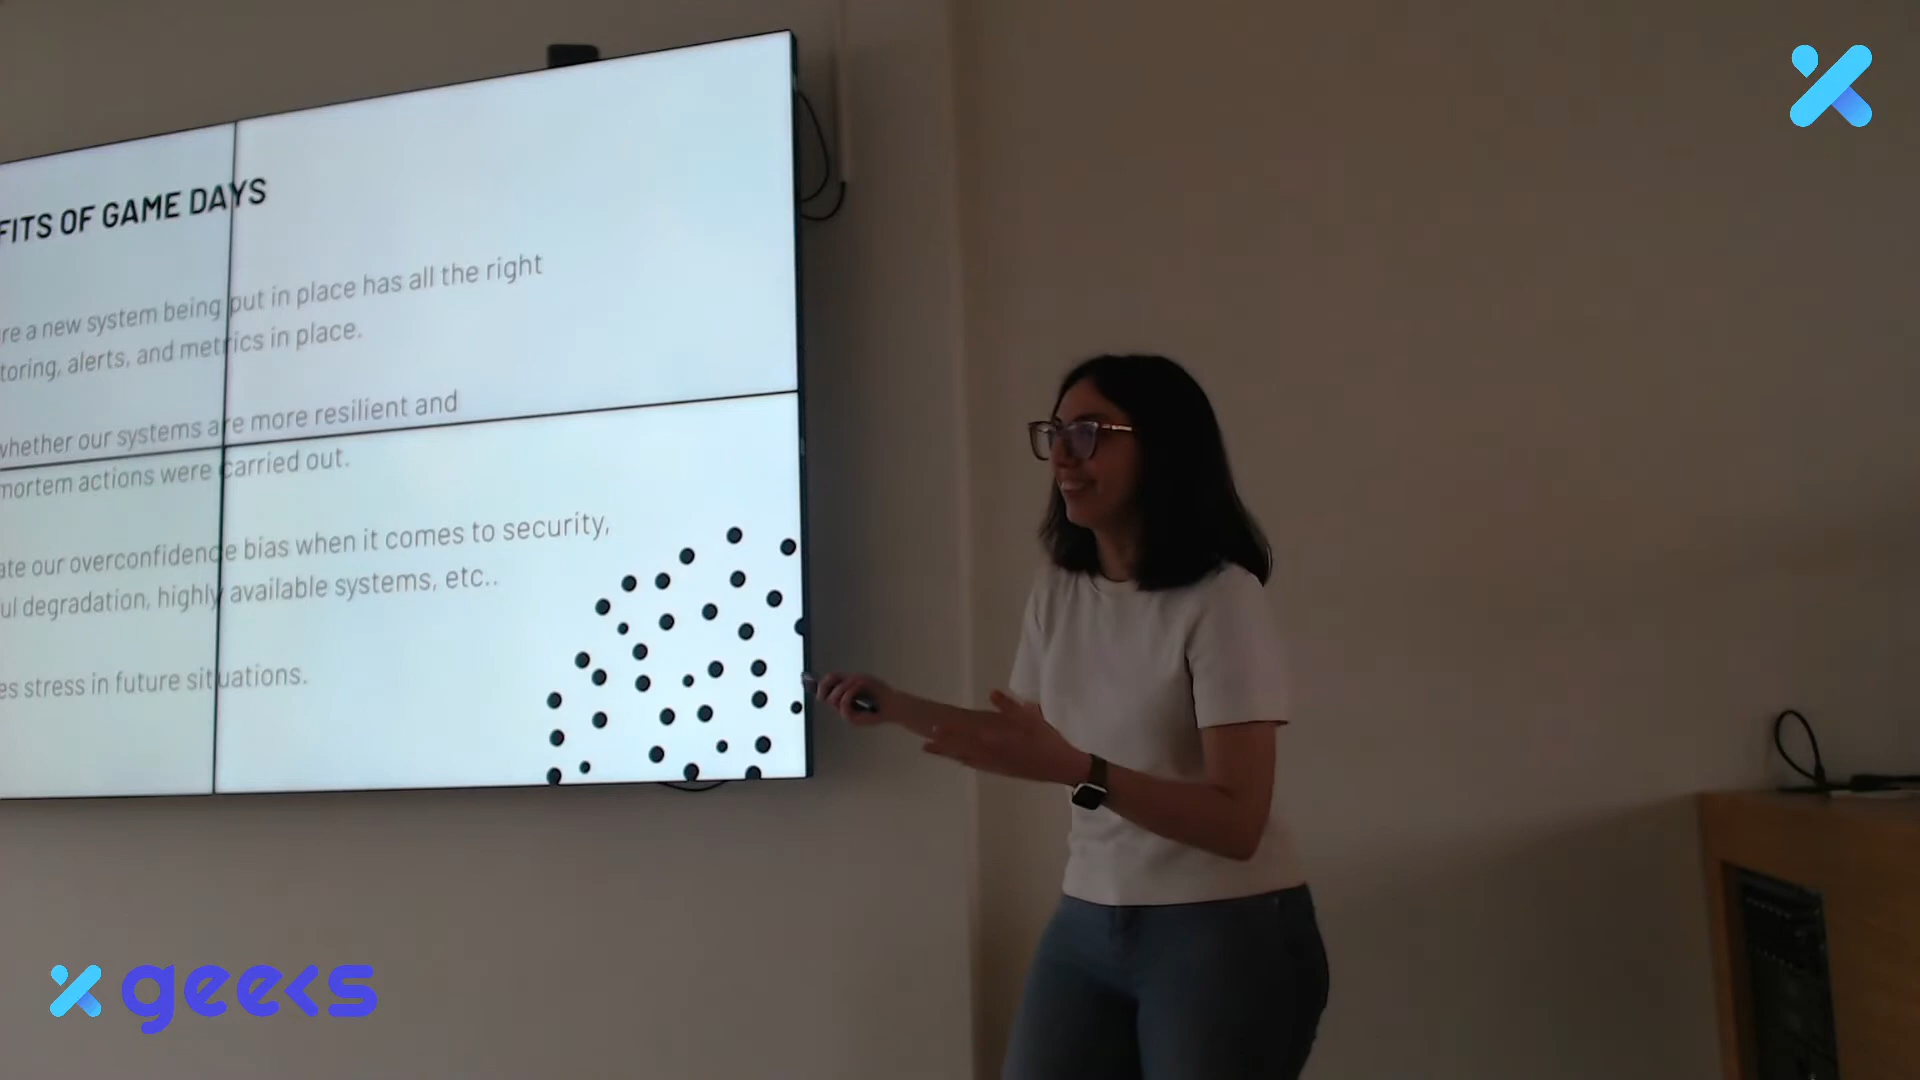 FITS OF GAME DAYS
re a new system being put in place has all the right
toring, alerts, and metrics in place.
whether our systems are more resilient and
mortem actions were carried out.
ate our overconfidence bias when it comes to security,
ul degradation, highly available systems, etc..
es stress in future situations.
geeks